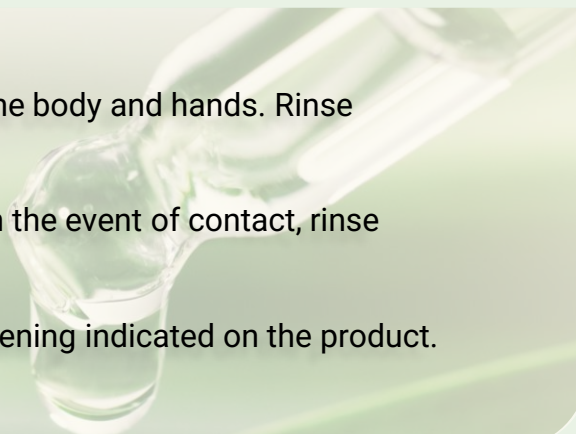 body and hands. Rinse
the event of contact, rinse
indicated on the product.